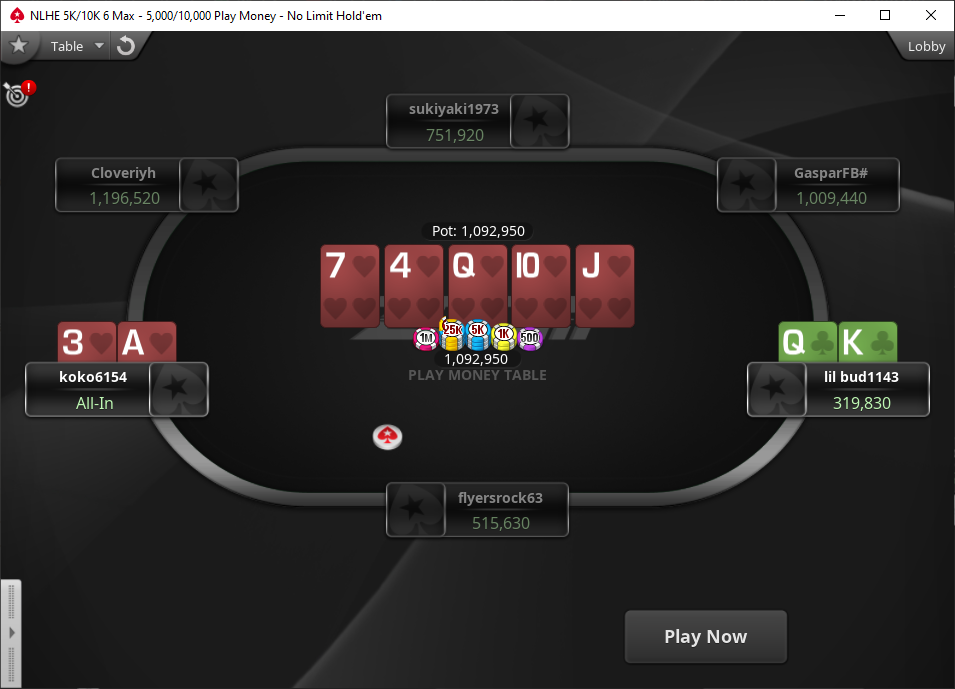 NLHE 5K/10K 6 Max - 5,000/10,000 Play Money - No Limit Hold'em
Table
Lobby
!
sukiyaki1973
751,920
Cloveriyh
1,196,520
GasparFB#
1,009,440
Pot: 1,092,950
7 4 Q 10 J
3 A
koko6154
All-In
1M 25K 5K 1K 500
1,092,950
PLAY MONEY TABLE
Q K
lil bud1143
319,830
flyersrock63
515,630
Play Now